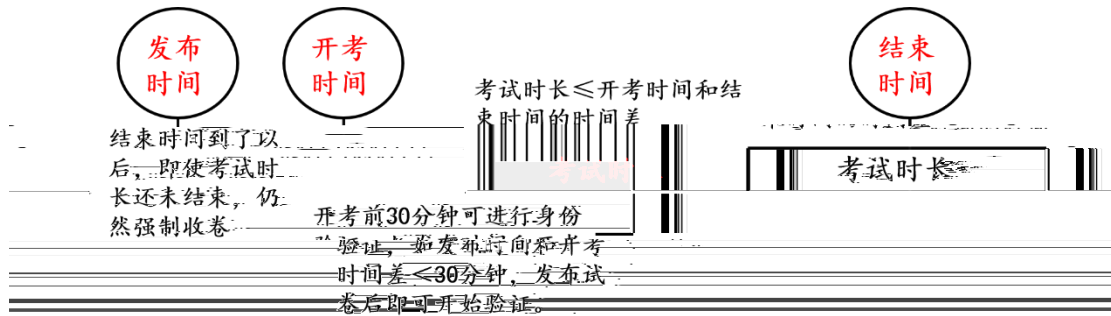 发布
时间
开考
时间
结束
时间
考试时长≤开考时间和结
束时间的时间差
结束时间到了以
后，即使考试时
长还未结束，仍
然强制收卷
考试时
考试时长
开考前30分钟可进行身份
验证，如发布时间和开考
时间差≤30分钟，发布试
卷后即可开始验证。